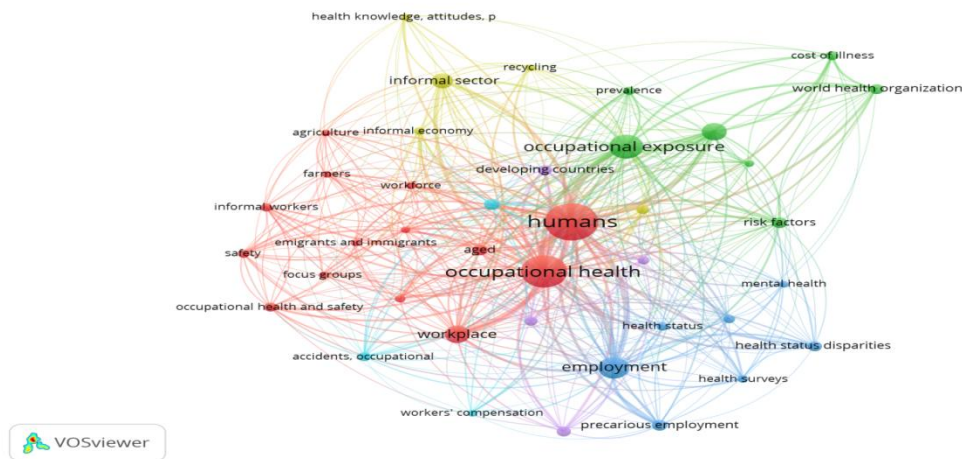 health knowledge, attitudes, p
cost of illness
recycling
informal sector
world health organization
prevalence
agriculture
informal economy
occupational exposure
developing countries
farmers
workforce
informal workers
humans
risk factors
emigrants and immigrants
aged
safety
focus groups
occupational health
mental health
occupational health and safety
health status
workplace
health status disparities
accidents, occupational
employment
health surveys
workers' compensation
precarious employment
VOSviewer